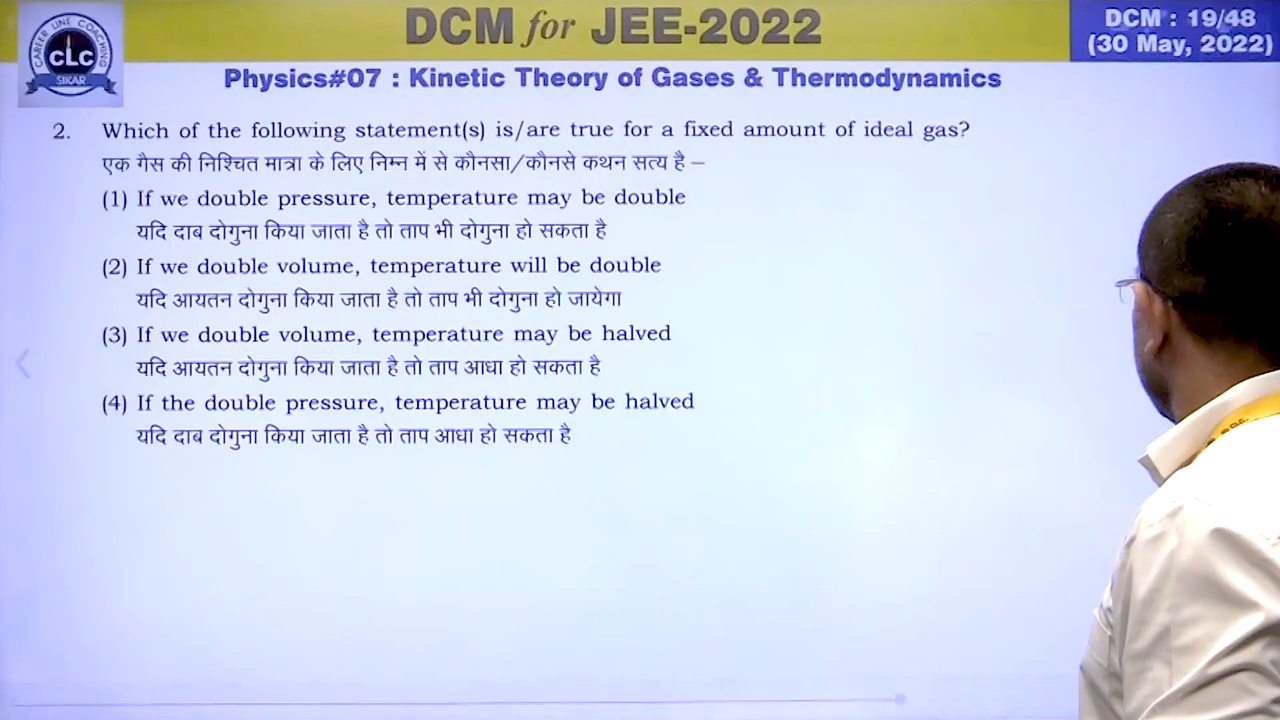 DCM for JEE-2022
DCM : 19/48
(30 May, 2022)
CAREER LINE COACHING
CLC
SIKAR
Physics#07 : Kinetic Theory of Gases & Thermodynamics
2. Which of the following statement(s) is/are true for a fixed amount of ideal gas?
एक गैस की निश्चित मात्रा के लिए निम्न में से कौनसा/कौनसे कथन सत्य है –
(1) If we double pressure, temperature may be double
यदि दाब दोगुना किया जाता है तो ताप भी दोगुना हो सकता है
(2) If we double volume, temperature will be double
यदि आयतन दोगुना किया जाता है तो ताप भी दोगुना हो जायेगा
(3) If we double volume, temperature may be halved
यदि आयतन दोगुना किया जाता है तो ताप आधा हो सकता है
(4) If the double pressure, temperature may be halved
यदि दाब दोगुना किया जाता है तो ताप आधा हो सकता है